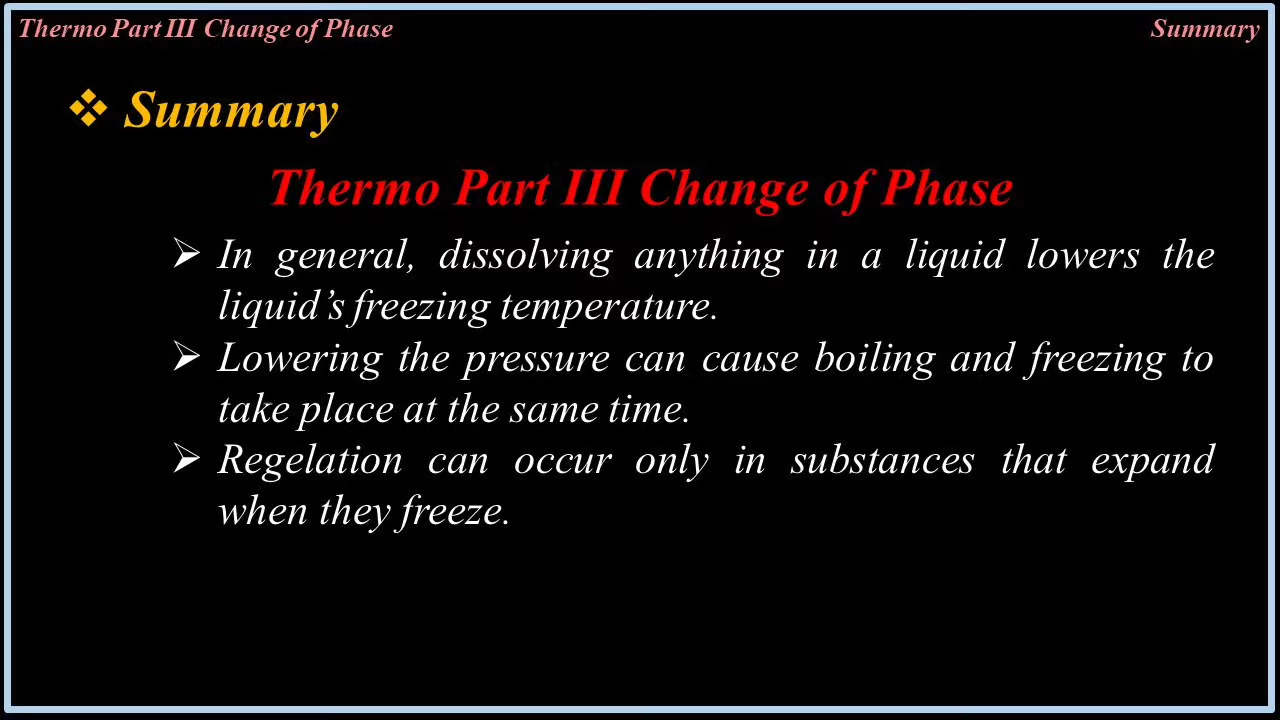 Thermo Part III Change of Phase
Summary
❖ Summary
Thermo Part III Change of Phase
➢ In general, dissolving anything in a liquid lowers the
liquid’s freezing temperature.
➢ Lowering the pressure can cause boiling and freezing to
take place at the same time.
➢ Regelation can occur only in substances that expand
when they freeze.